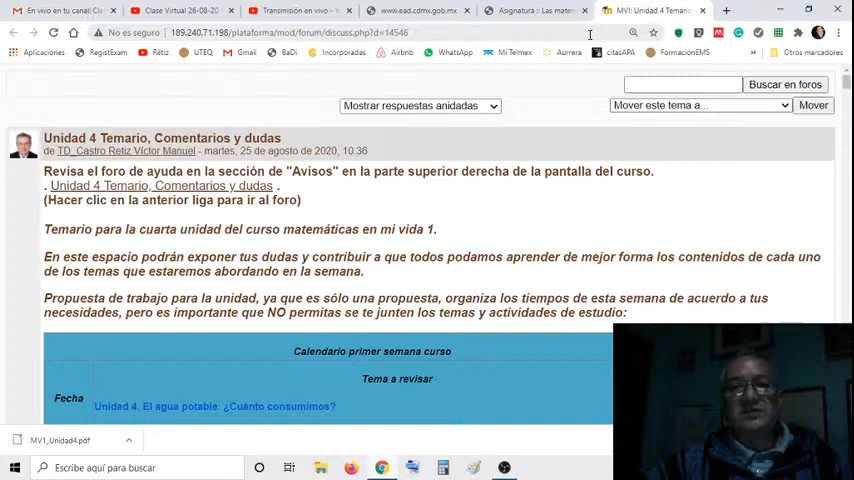 En vivo en tu canal: Cla
Clase Virtual 26-08-20
Transmisión en vivo - Y
www.ead.cdmx.gob.mx
Asignatura :: Las matem
MVI: Unidad 4 Temario
No es seguro
189.240.71.198/plataforma/mod/forum/discuss.php?d=14546
Aplicaciones
RegistExam
Retiz
UTEQ
Gmail
BaDi
Incorporadas
Airbnb
WhatsApp
Mi Telmex
Aurrera
citasAPA
FormacionEMS
Otros marcadores
Buscar en foros
Mostrar respuestas anidadas
Mover este tema a...
Mover
Unidad 4 Temario, Comentarios y dudas
de TD_Castro Retiz Víctor Manuel - martes, 25 de agosto de 2020, 10:36
Revisa el foro de ayuda en la sección de "Avisos" en la parte superior derecha de la pantalla del curso.
. Unidad 4 Temario, Comentarios y dudas .
(Hacer clic en la anterior liga para ir al foro)
Temario para la cuarta unidad del curso matemáticas en mi vida 1.
En este espacio podrán exponer tus dudas y contribuir a que todos podamos aprender de mejor forma los contenidos de cada uno
de los temas que estaremos abordando en la semana.
Propuesta de trabajo para la unidad, ya que es sólo una propuesta, organiza los tiempos de esta semana de acuerdo a tus
necesidades, pero es importante que NO permitas se te junten los temas y actividades de estudio:
Calendario primer semana curso
Tema a revisar
Fecha
Unidad 4. El agua potable. ¿Cuánto consumimos?
MV1_Unidad4.pdf
Escribe aquí para buscar